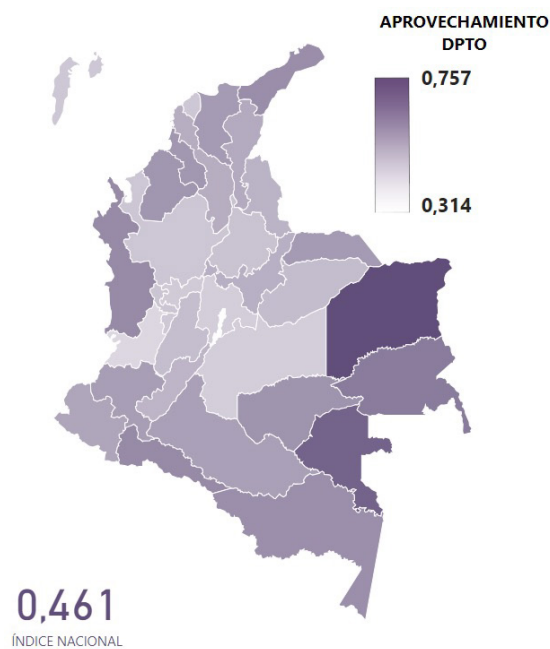 APROVECHAMIENTO
DPTO
0,757
0,314
0,461
ÍNDICE NACIONAL